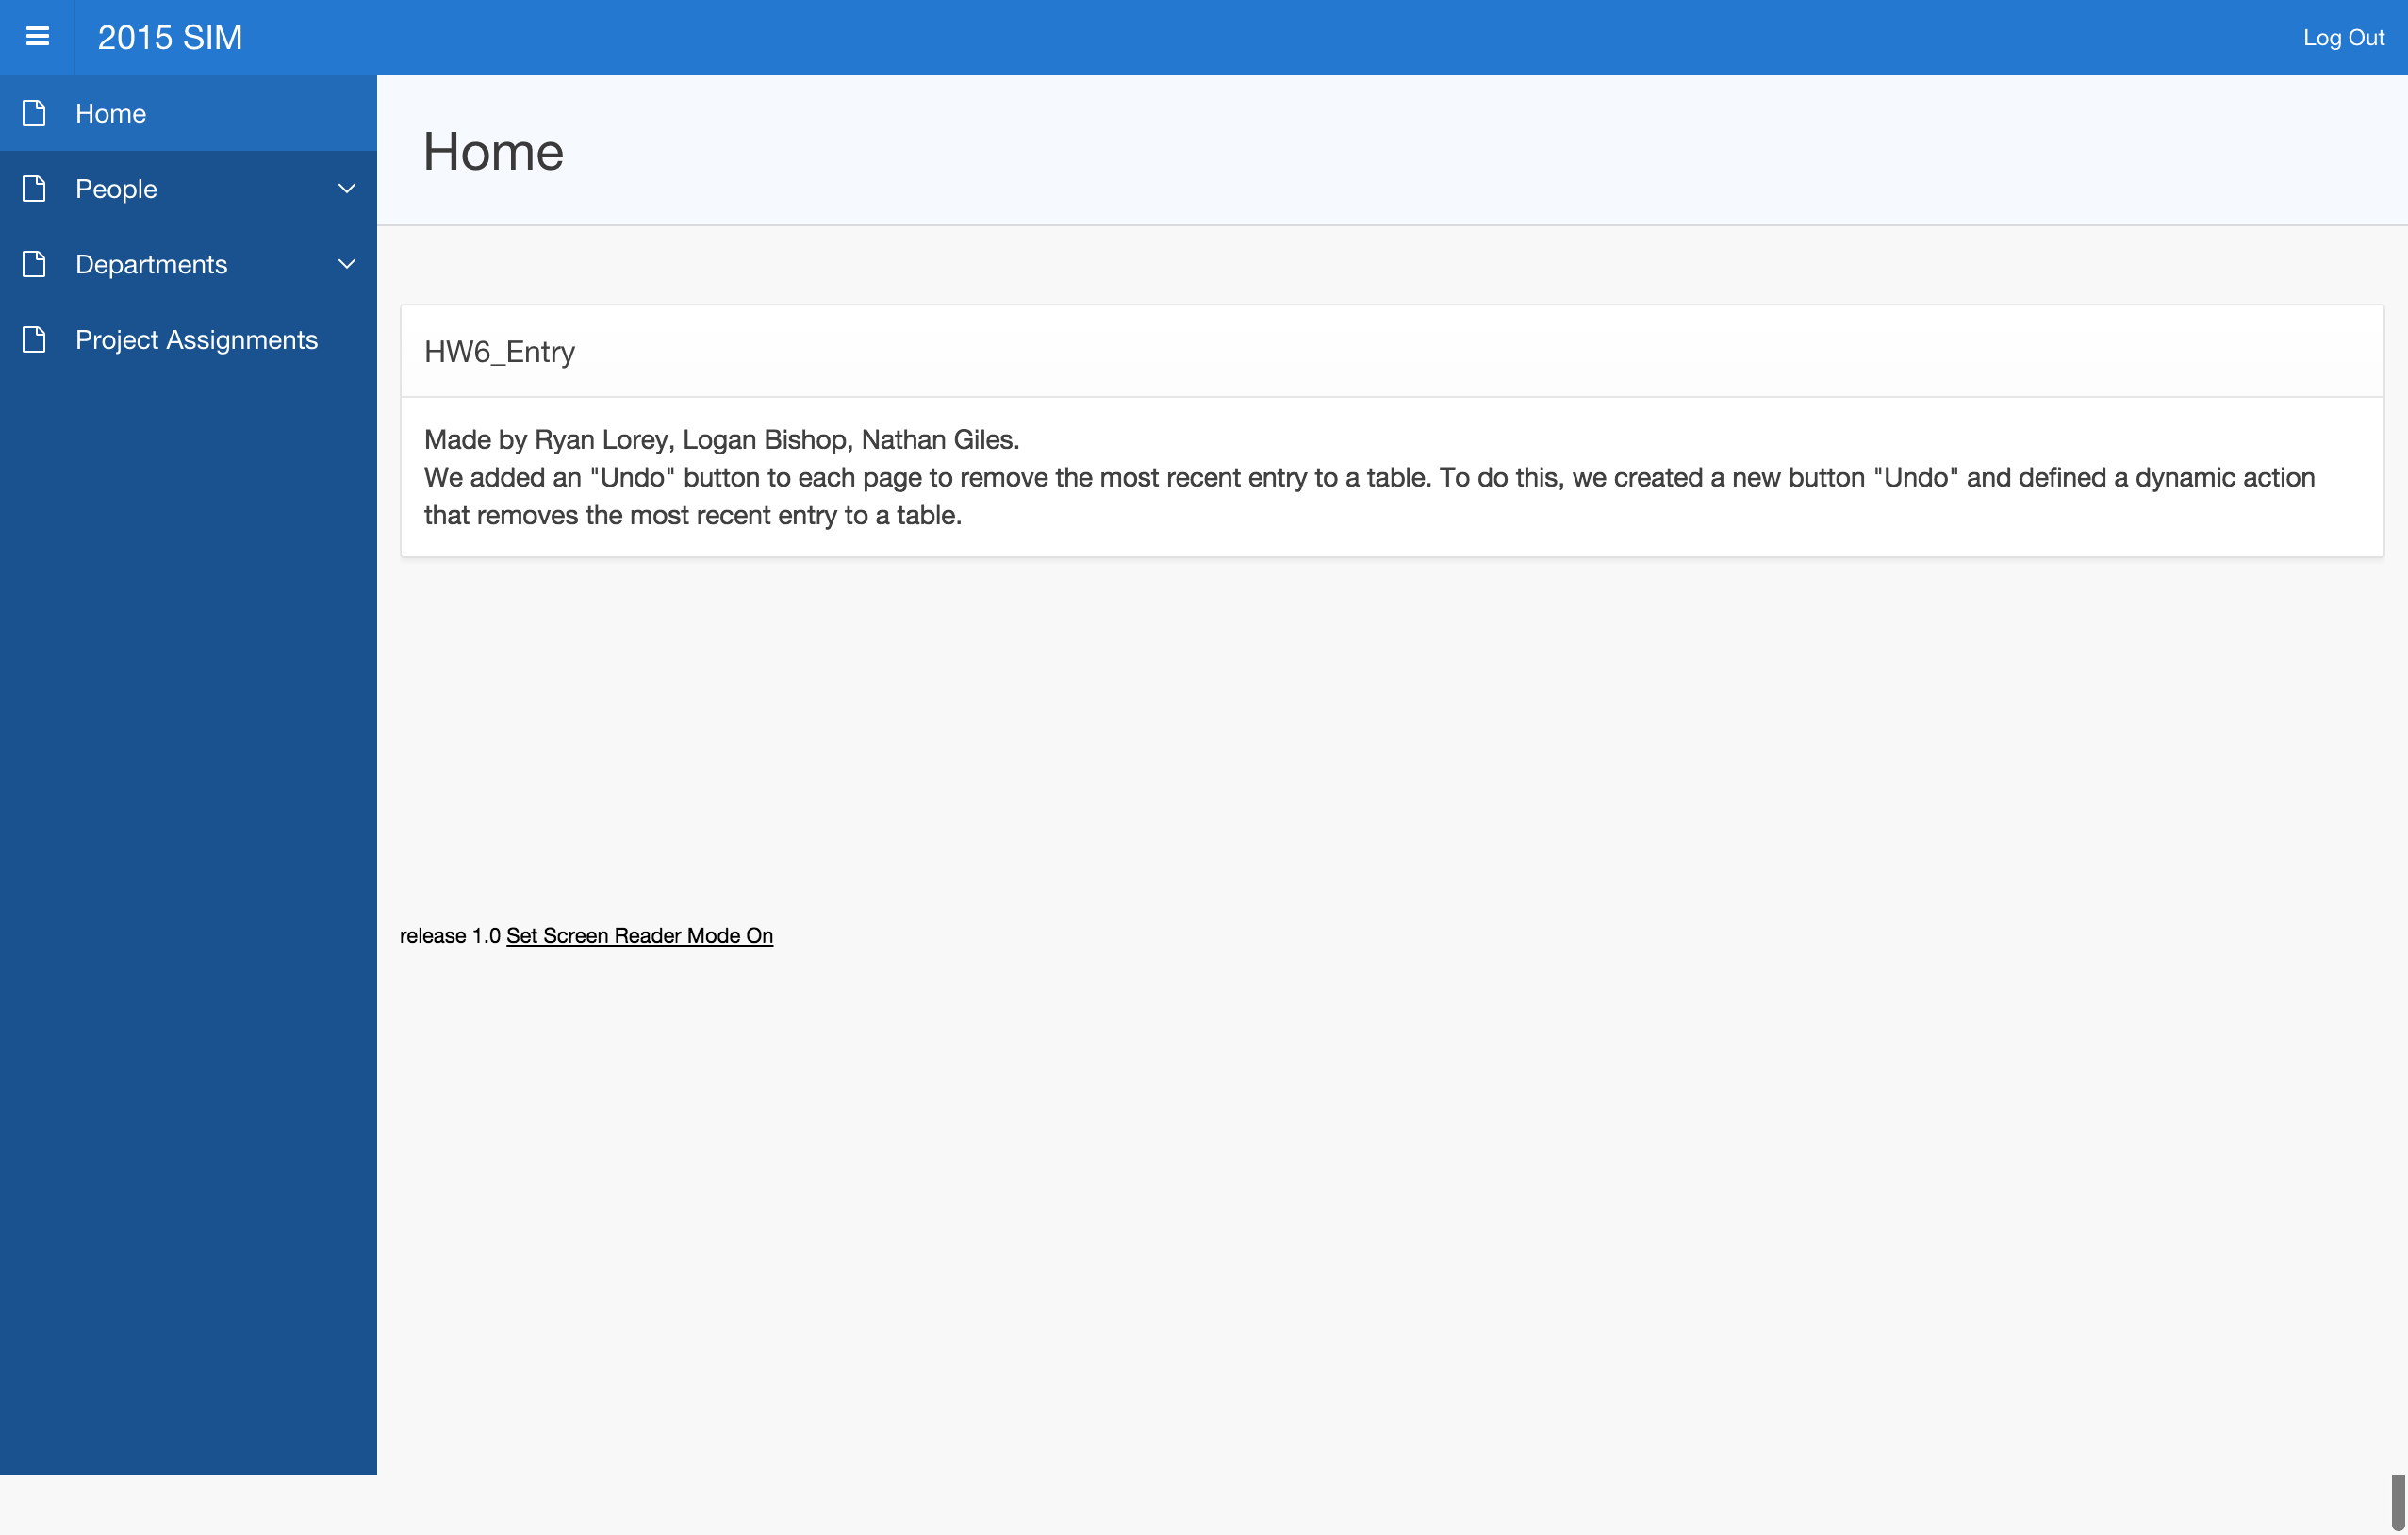 2015 SIM
Log Out
Home
People
Departments
Project Assignments
Home
HW6_Entry
Made by Ryan Lorey, Logan Bishop, Nathan Giles.
We added an "Undo" button to each page to remove the most recent entry to a table. To do this, we created a new button "Undo" and defined a dynamic action
that removes the most recent entry to a table.
release 1.0 Set Screen Reader Mode On